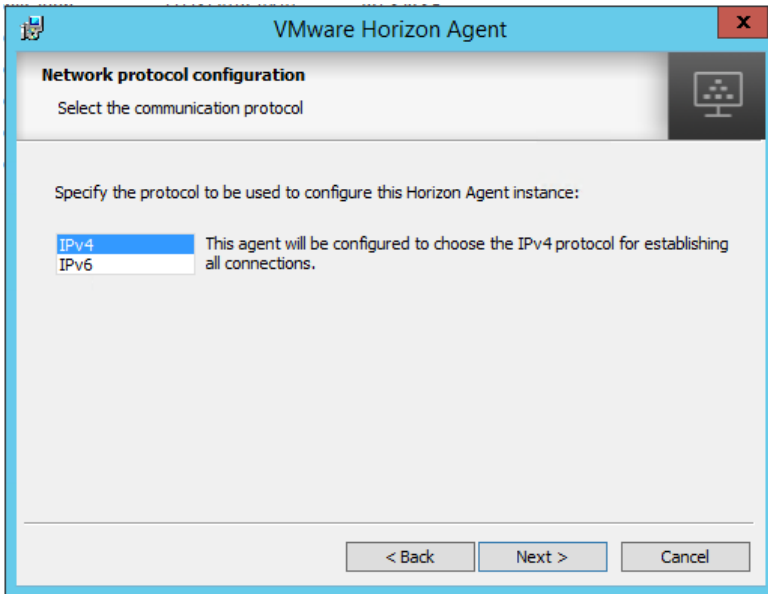 VMware Horizon Agent
x
Network protocol configuration
Select the communication protocol
Specify the protocol to be used to configure this Horizon Agent instance:
IPv4
IPv6
This agent will be configured to choose the IPv4 protocol for establishing
all connections.
< Back
Next >
Cancel